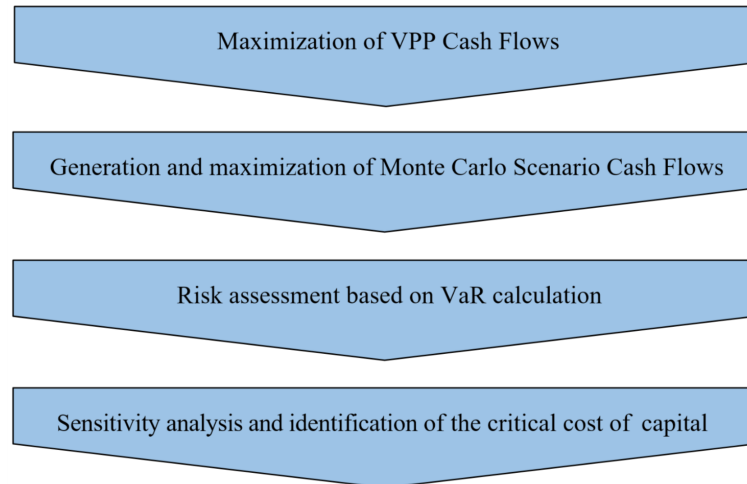 Maximization of VPP Cash Flows
Generation and maximization of Monte Carlo Scenario Cash Flows
Risk assessment based on VaR calculation
Sensitivity analysis and identification of the critical cost of capital